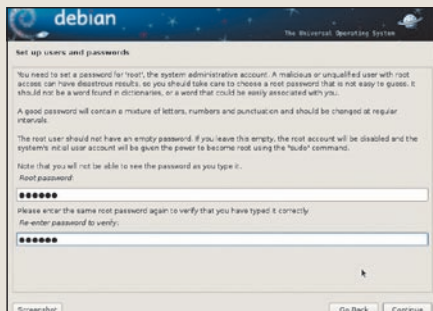 debian
The Universal Operating System
Set up users and passwords
You need to set a password for 'root', the system administrative account. A malicious or unqualified user with root
access can have disastrous results, so you should take care to choose a root password that is not easy to guess. It
should not be a word found in dictionaries, or a word that could be easily associated with you.
A good password will contain a mixture of letters, numbers and punctuation and should be changed at regular
intervals.
The root user should not have an empty password. If you leave this empty, the root account will be disabled and the
system's initial user account will be given the power to become root using the "sudo" command.
Note that you will not be able to see the password as you type it.
Root password:
●●●●●●
Please enter the same root password again to verify that you have typed it correctly.
Re-enter password to verify:
●●●●●●
Screenshot
Go Back
Continue